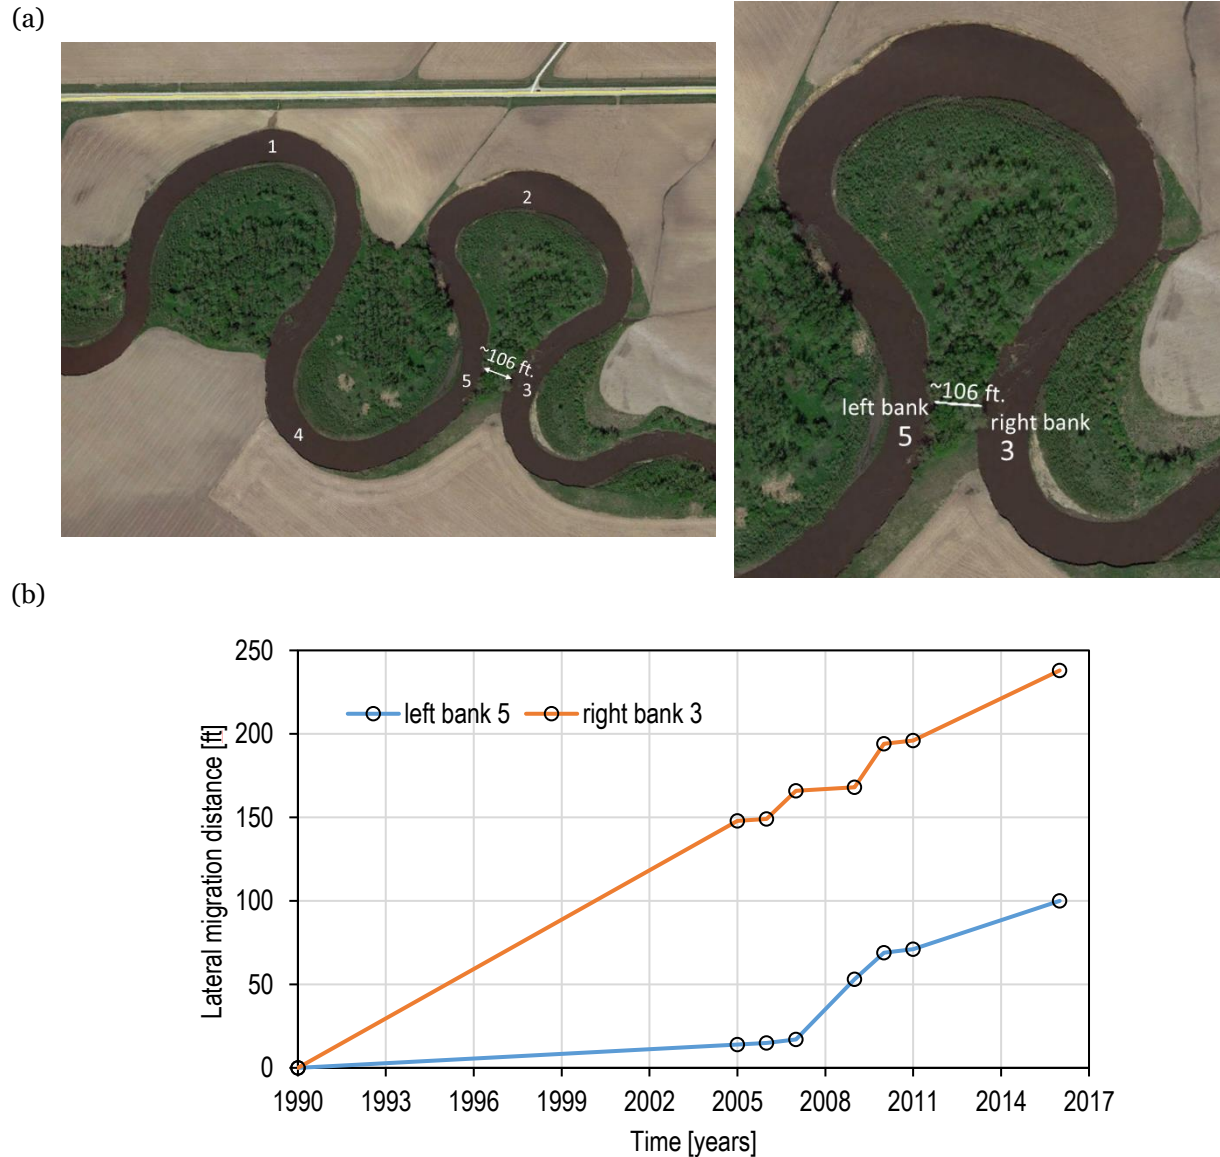 (a)
1
2
~106 ft.
5
3
4
~106 ft.
left bank
5
right bank
3
(b)
250
200
150
100
50
0
Lateral migration distance [ft]
left bank 5
right bank 3
1990 1993 1996 1999 2002 2005 2008 2011 2014 2017
Time [years]